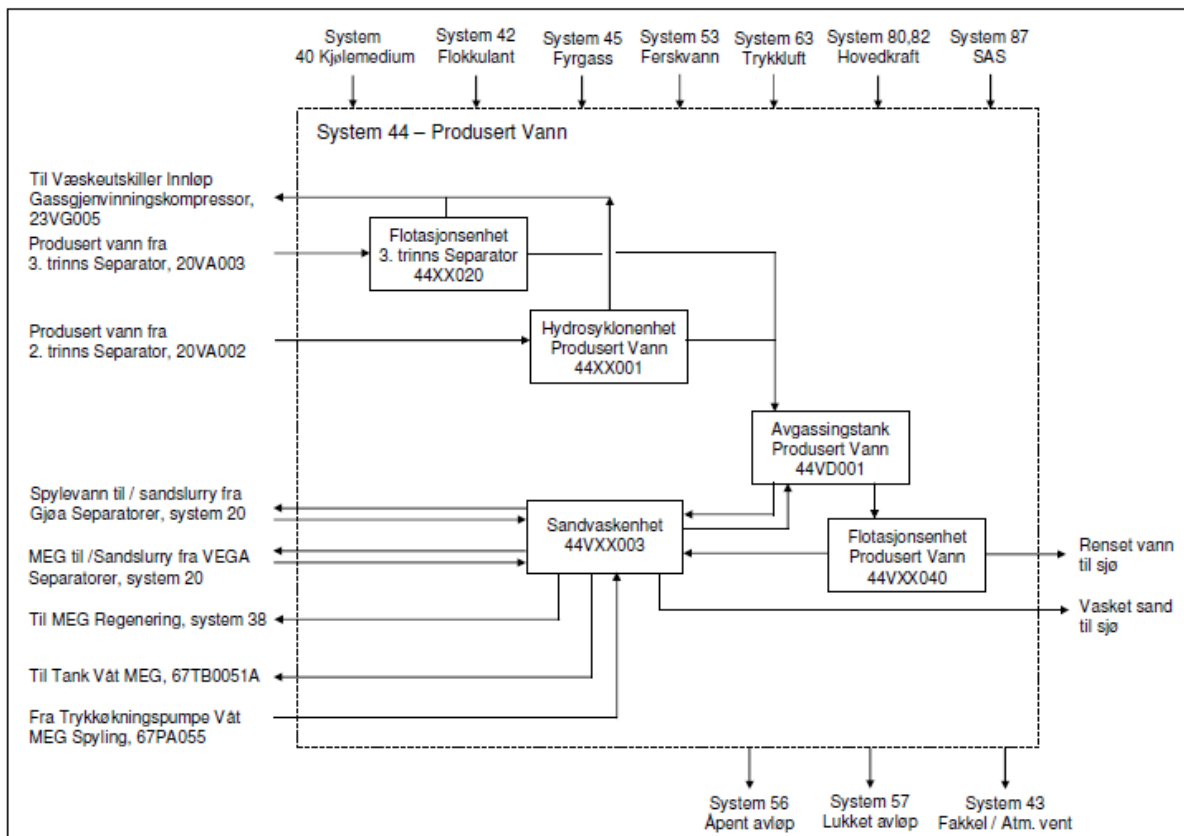 System
40 Kjølemedium
System 42
Flokkulant
System 45
Fyrgass
System 53
Ferskvann
System 63
Trykkluft
System 80,82
Hovedkraft
System 87
SAS
System 44 – Produsert Vann
Til Væskeutskiller Innløp
Gassgjenvinningskompressor,
23VG005
Produsert vann fra
3. trinns Separator, 20VA003
Flotasjonsenhet
3. trinns Separator
44XX020
Produsert vann fra
2. trinns Separator, 20VA002
Hydrosyklonenhet
Produsert Vann
44XX001
Avgassingstank
Produsert Vann
44VD001
Spylevann til / sandslurry fra
Gjøa Separatorer, system 20
MEG til /Sandslurry fra VEGA
Separatorer, system 20
Sandvaskenhet
44VXX003
Flotasjonsenhet
Produsert Vann
44VXX040
Renset vann
til sjø
Vasket sand
til sjø
Til MEG Regenering, system 38
Til Tank Våt MEG, 67TB0051A
Fra Trykkøkningspumpe Våt
MEG Spyling, 67PA055
System 56
Åpent avløp
System 57
Lukket avløp
System 43
Fakkel / Atm. vent